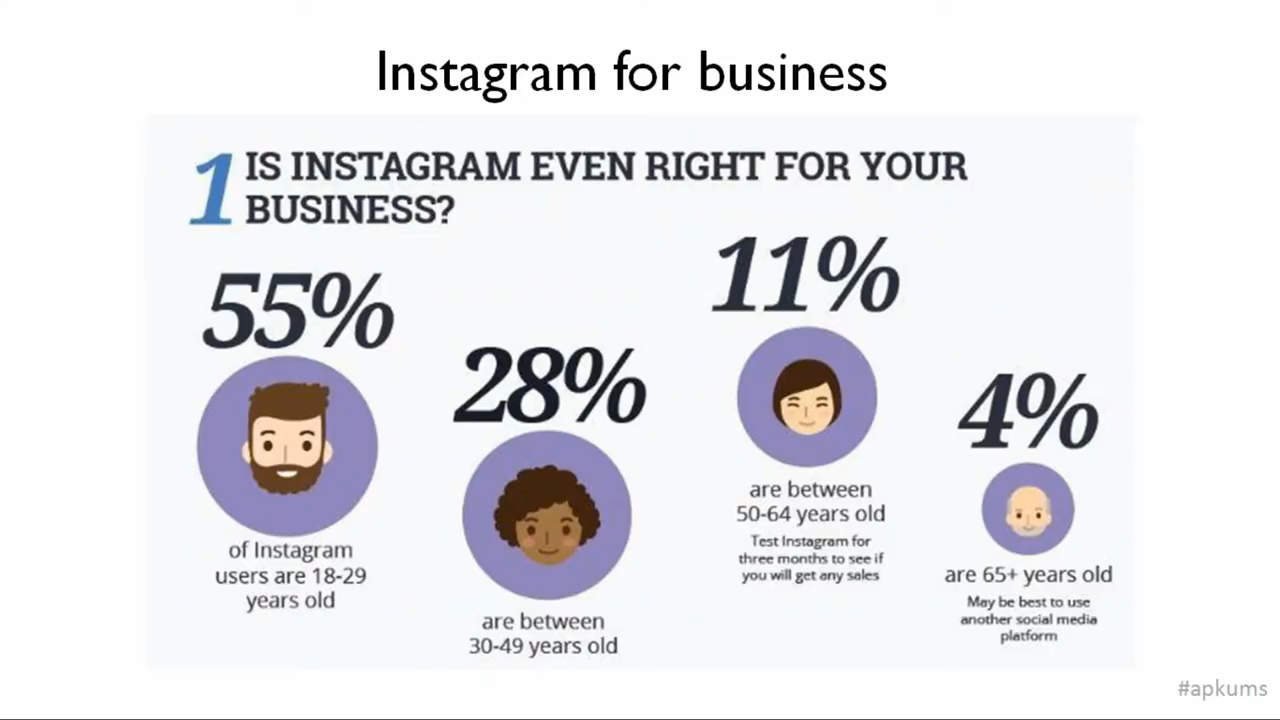 Instagram for business
1 IS INSTAGRAM EVEN RIGHT FOR YOUR
BUSINESS?
55%
of Instagram
users are 18-29
years old
28%
are between
30-49 years old
11%
are between
50-64 years old
Test Instagram for
three months to see if
you will get any sales
4%
are 65+ years old
May be best to use
another social media
platform
#apkums